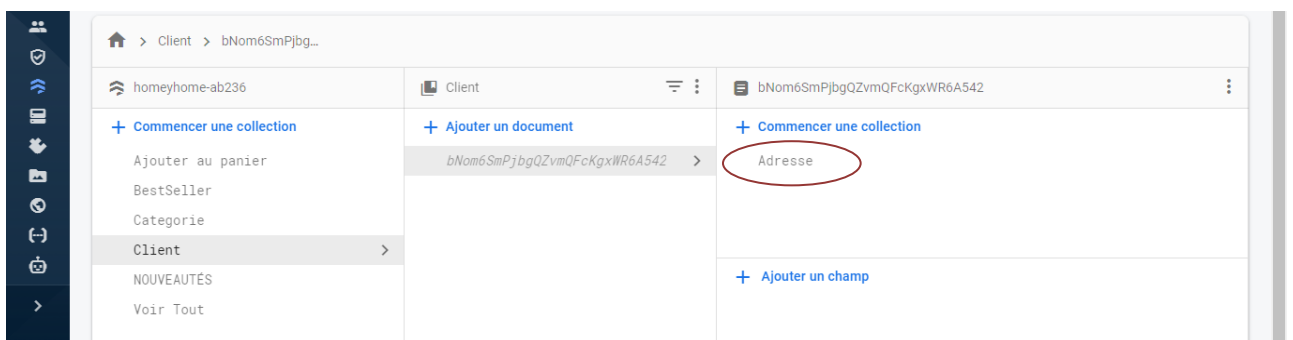 Client > bNom6SmPjbg...
homeyhome-ab236
Client
bNom6SmPjbgQZvmQFcKgxWR6A542
+ Commencer une collection
+ Ajouter un document
+ Commencer une collection
Ajouter au panier
bNom6SmPjbgQZvmQFcKgxWR6A542
Adresse
BestSeller
Categorie
Client
NOUVEAUTÉS
+ Ajouter un champ
Voir Tout